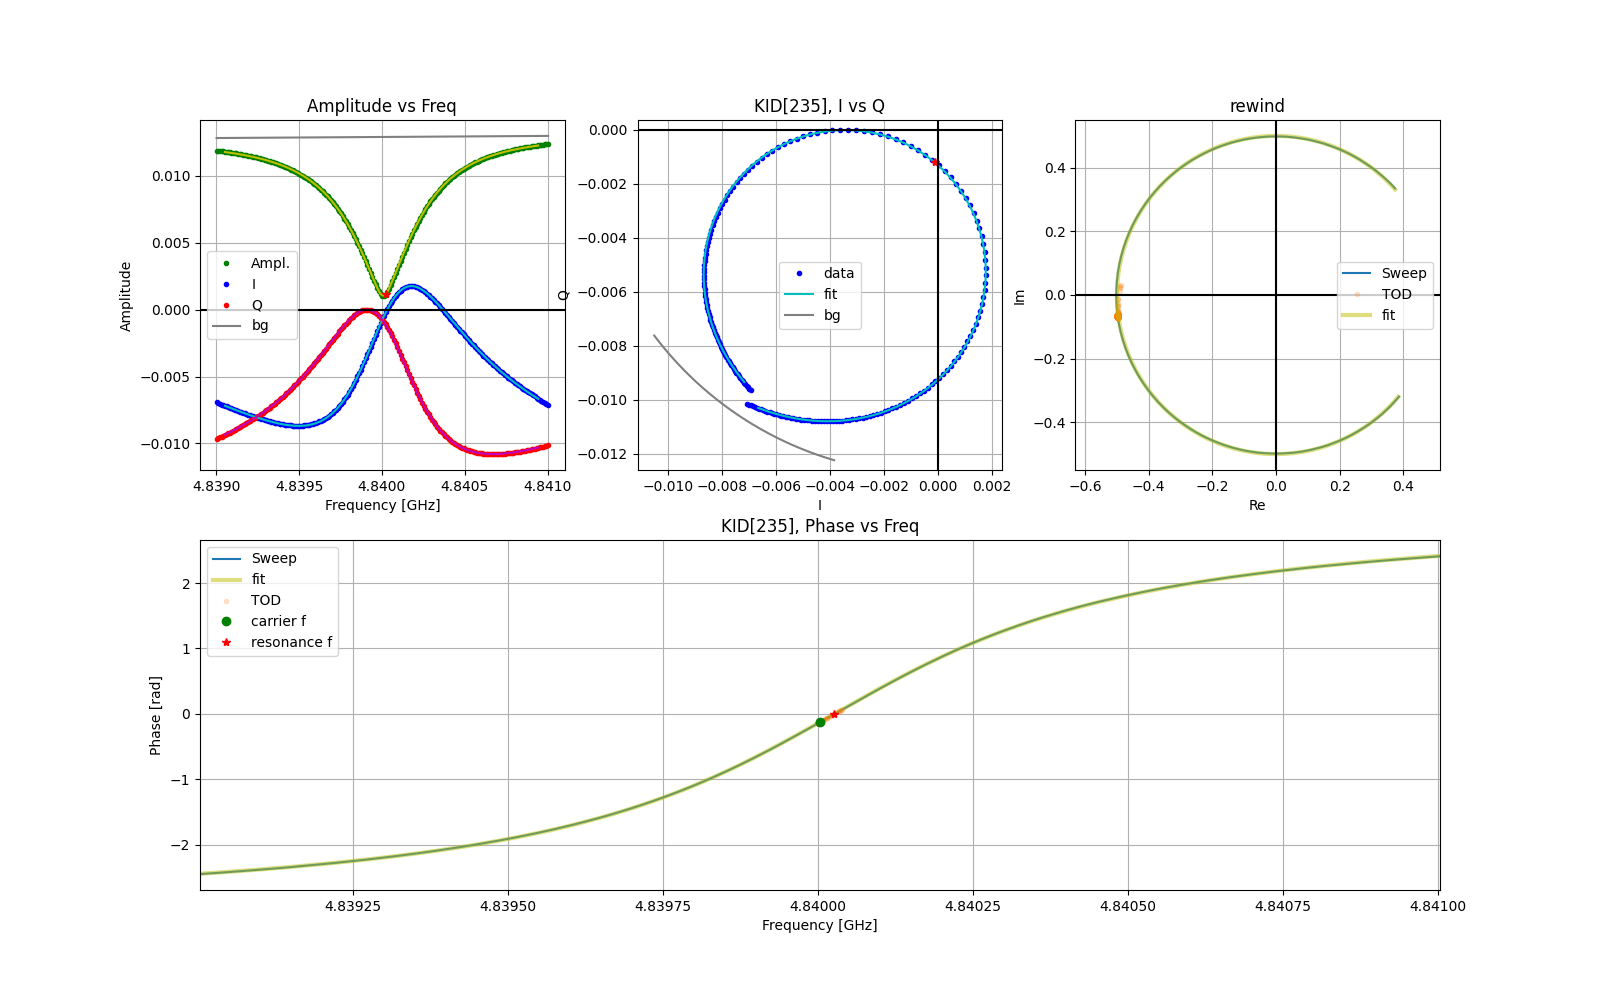 Amplitude vs Freq
Amplitude
0.010
0.005
0.000
−0.005
−0.010
Ampl.
I
Q
bg
4.8390 4.8395 4.8400 4.8405 4.8410
Frequency [GHz]
KID[235], I vs Q
Q
0.000
−0.002
−0.004
−0.006
−0.008
−0.010
−0.012
data
fit
bg
−0.010 −0.008 −0.006 −0.004 −0.002 0.000 0.002
I
rewind
Im
0.4
0.2
0.0
−0.2
−0.4
Sweep
TOD
fit
−0.6 −0.4 −0.2 0.0 0.2 0.4
Re
KID[235], Phase vs Freq
Phase [rad]
2
1
0
−1
−2
Sweep
fit
TOD
carrier f
resonance f
4.83925 4.83950 4.83975 4.84000 4.84025 4.84050 4.84075 4.84100
Frequency [GHz]